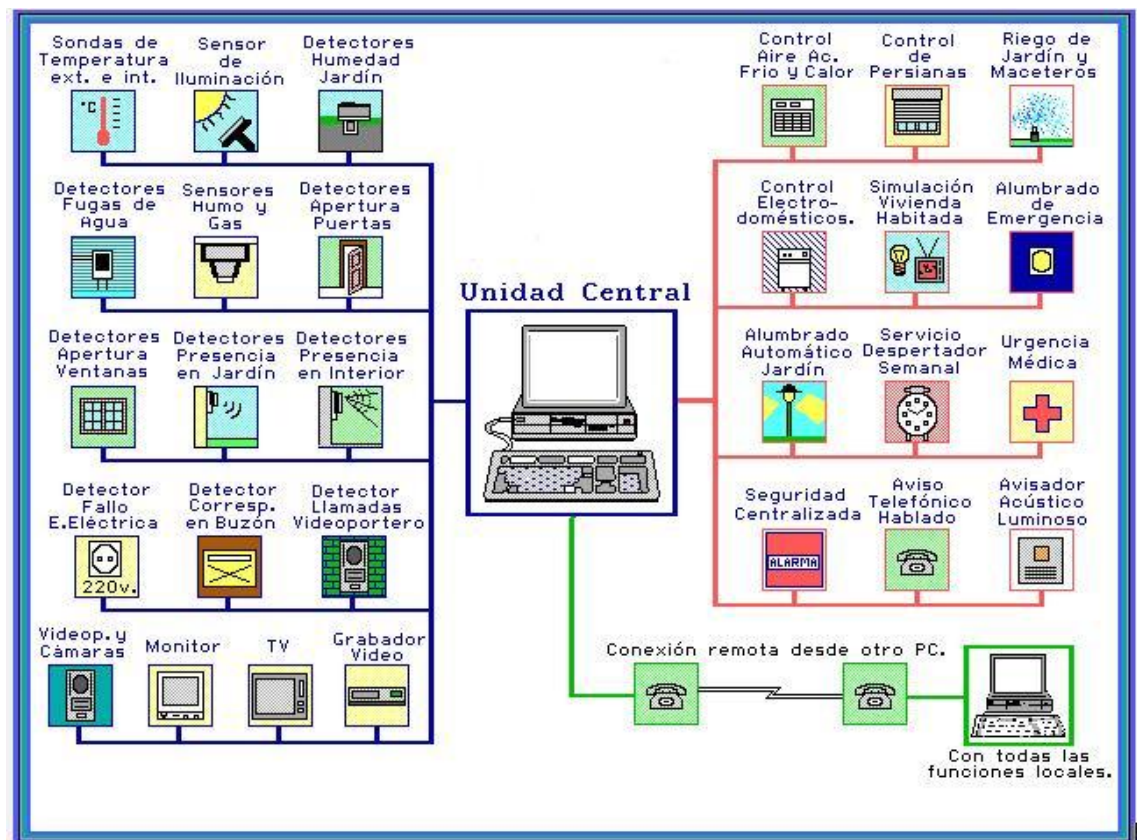 Sondas de
Temperatura
ext. e int.
Sensor
de
Iluminación
Detectores
Humedad
Jardín
Control
Aire Ac.
Frio y Calor
Control
de
Persianas
Riego de
Jardín y
Maceteros
°C
Detectores
Fugas de
Agua
Sensores
Humo y
Gas
Detectores
Apertura
Puertas
Control
Electro-
domésticos.
Simulación
Vivienda
Habitada
Alumbrado
de
Emergencia
Unidad Central
Detectores
Apertura
Ventanas
Detectores
Presencia
en Jardín
Detectores
Presencia
en Interior
Alumbrado
Automático
Jardín
Servicio
Despertador
Semanal
Urgencia
Médica
Detector
Fallo
E.Eléctrica
Detector
Corresp.
en Buzón
Detector
Llamadas
Videoportero
Seguridad
Centralizada
Aviso
Telefónico
Hablado
Avisador
Acústico
Luminoso
220v.
ALARMA
Videop.y
Cámaras
Monitor
TV
Grabador
Video
Conexión remota desde otro PC.
Con todas las
funciones locales.